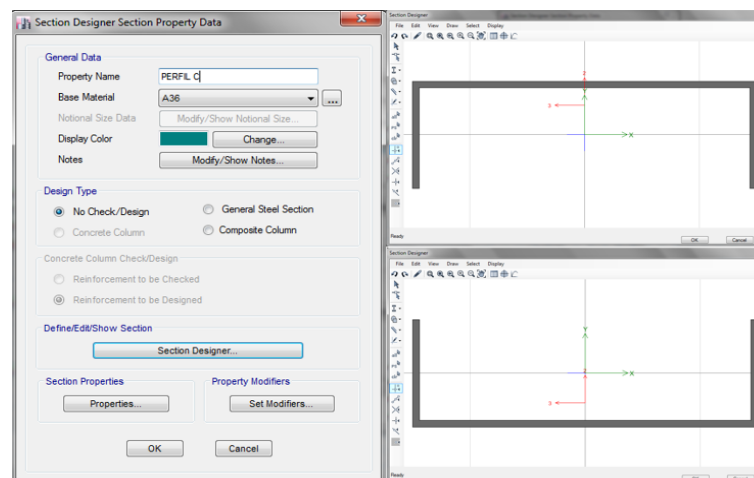 Section Designer Section Property Data
General Data
Property Name PERFIL C
Base Material A36 ...
Notional Size Data Modify/Show Notional Size...
Display Color Change...
Notes Modify/Show Notes...
Design Type
No Check/Design General Steel Section
Concrete Column Composite Column
Concrete Column Check/Design
Reinforcement to be Checked
Reinforcement to be Designed
Define/Edit/Show Section
Section Designer...
Section Properties Property Modifiers
Properties... Set Modifiers...
OK Cancel
Section Designer
File Edit View Draw Select Display
2
3
X
Ready
OK Cancel
Section Designer
File Edit View Draw Select Display
Y
X
3
Ready